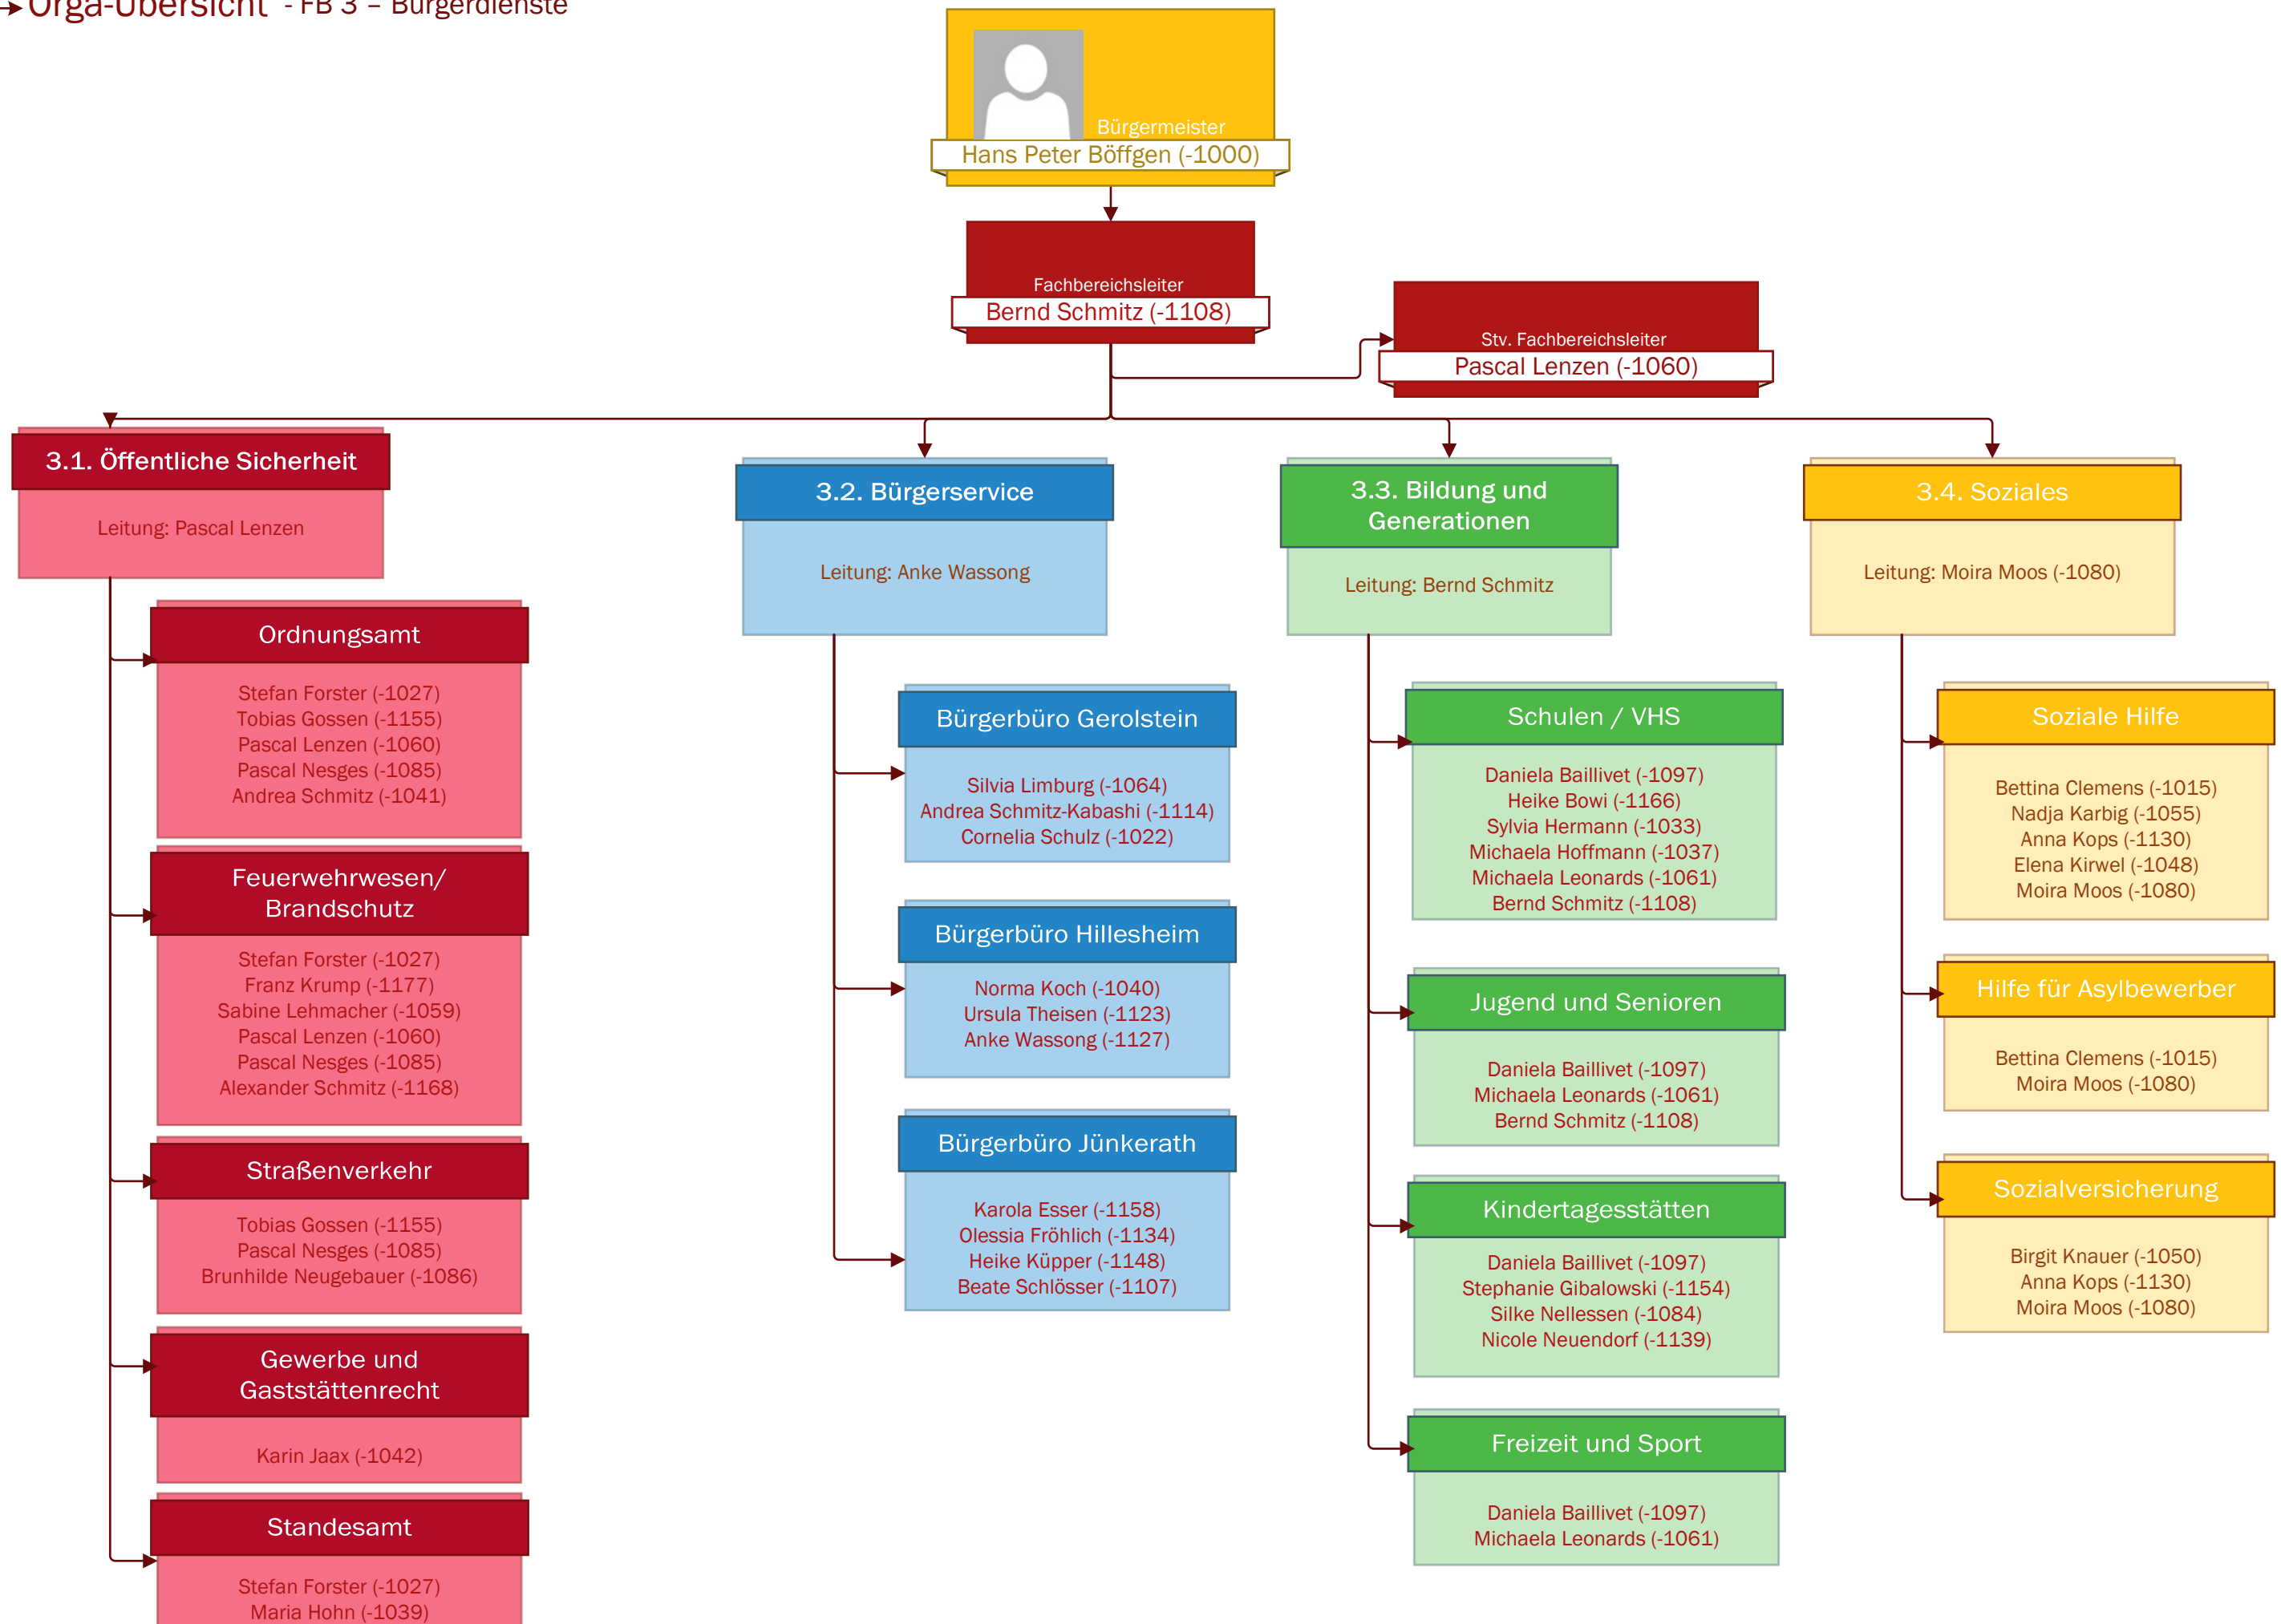 Orga-Übersicht - FB 3 – Bürgerdienste
Bürgermeister
Hans Peter Böffgen (-1000)
Fachbereichsleiter
Bernd Schmitz (-1108)
Stv. Fachbereichsleiter
Pascal Lenzen (-1060)
3.1. Öffentliche Sicherheit
Leitung: Pascal Lenzen
Ordnungsamt
Stefan Forster (-1027)
Tobias Gossen (-1155)
Pascal Lenzen (-1060)
Pascal Nesges (-1085)
Andrea Schmitz (-1041)
Feuerwehrwesen/
Brandschutz
Stefan Forster (-1027)
Franz Krump (-1177)
Sabine Lehmacher (-1059)
Pascal Lenzen (-1060)
Pascal Nesges (-1085)
Alexander Schmitz (-1168)
Straßenverkehr
Tobias Gossen (-1155)
Pascal Nesges (-1085)
Brunhilde Neugebauer (-1086)
Gewerbe und
Gaststättenrecht
Karin Jaax (-1042)
Standesamt
Stefan Forster (-1027)
Maria Hohn (-1039)
3.2. Bürgerservice
Leitung: Anke Wassong
Bürgerbüro Gerolstein
Silvia Limburg (-1064)
Andrea Schmitz-Kabashi (-1114)
Cornelia Schulz (-1022)
Bürgerbüro Hillesheim
Norma Koch (-1040)
Ursula Theisen (-1123)
Anke Wassong (-1127)
Bürgerbüro Jünkerath
Karola Esser (-1158)
Olessia Fröhlich (-1134)
Heike Küpper (-1148)
Beate Schlösser (-1107)
3.3. Bildung und
Generationen
Leitung: Bernd Schmitz
Schulen / VHS
Daniela Baillivet (-1097)
Heike Bowi (-1166)
Sylvia Hermann (-1033)
Michaela Hoffmann (-1037)
Michaela Leonards (-1061)
Bernd Schmitz (-1108)
Jugend und Senioren
Daniela Baillivet (-1097)
Michaela Leonards (-1061)
Bernd Schmitz (-1108)
Kindertagesstätten
Daniela Baillivet (-1097)
Stephanie Gibalowski (-1154)
Silke Nellessen (-1084)
Nicole Neuendorf (-1139)
Freizeit und Sport
Daniela Baillivet (-1097)
Michaela Leonards (-1061)
3.4. Soziales
Leitung: Moira Moos (-1080)
Soziale Hilfe
Bettina Clemens (-1015)
Nadja Karbig (-1055)
Anna Kops (-1130)
Elena Kirwel (-1048)
Moira Moos (-1080)
Hilfe für Asylbewerber
Bettina Clemens (-1015)
Moira Moos (-1080)
Sozialversicherung
Birgit Knauer (-1050)
Anna Kops (-1130)
Moira Moos (-1080)